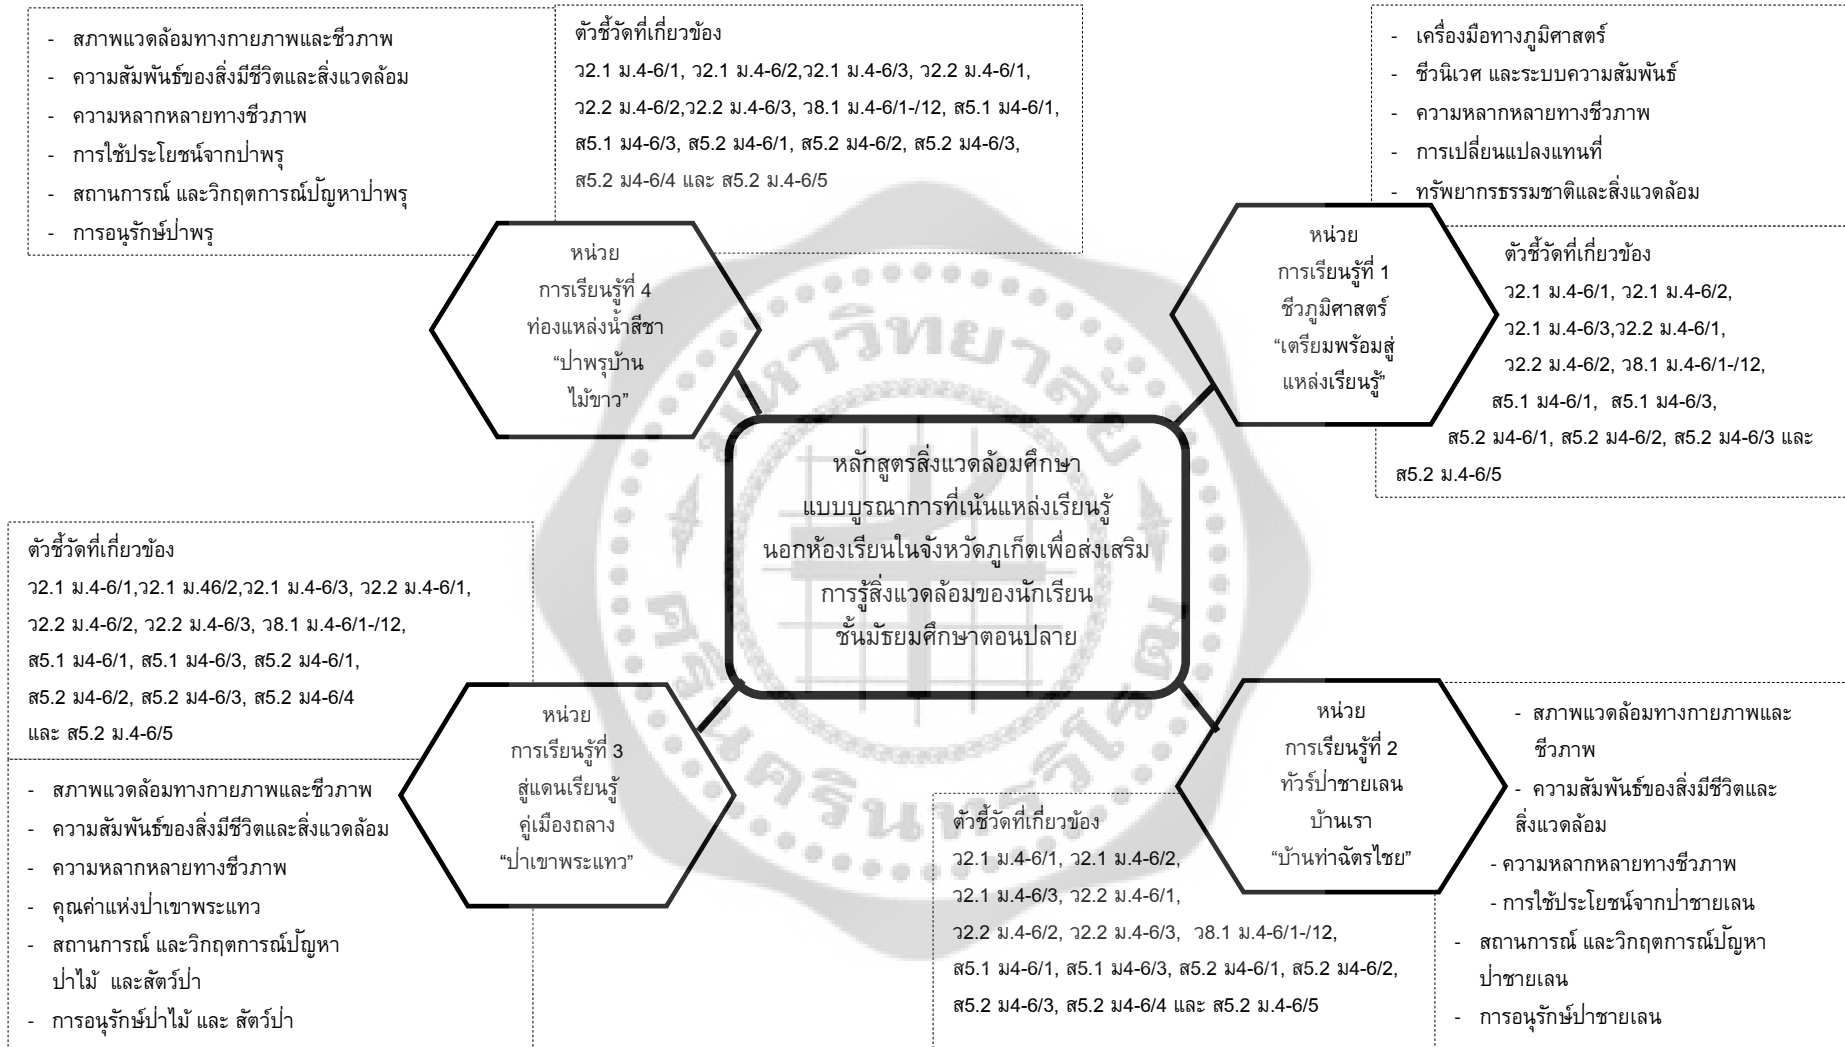 - สภาพแวดล้อมทางกายภาพและชีวภาพ
- ความสัมพันธ์ของสิ่งมีชีวิตและสิ่งแวดล้อม
- ความหลากหลายทางชีวภาพ
- การใช้ประโยชน์จากป่าพรุ
- สถานการณ์ และวิกฤตการณ์ปัญหาป่าพรุ
- การอนุรักษ์ป่าพรุ
ตัวชี้วัดที่เกี่ยวข้อง
ว2.1 ม.4-6/1, ว2.1 ม.4-6/2,ว2.1 ม.4-6/3, ว2.2 ม.4-6/1,
ว2.2 ม.4-6/2,ว2.2 ม.4-6/3, ว8.1 ม.4-6/1-/12, ส5.1 ม4-6/1,
ส5.1 ม4-6/3, ส5.2 ม4-6/1, ส5.2 ม4-6/2, ส5.2 ม4-6/3,
ส5.2 ม4-6/4 และ ส5.2 ม.4-6/5
หน่วย
การเรียนรู้ที่ 4
ท่องแหล่งน้ำสีชา
“ป่าพรุบ้าน
ไม้ขาว”
- เครื่องมือทางภูมิศาสตร์
- ชีวนิเวศ และระบบความสัมพันธ์
- ความหลากหลายทางชีวภาพ
- การเปลี่ยนแปลงแทนที่
- ทรัพยากรธรรมชาติและสิ่งแวดล้อม
หน่วย
การเรียนรู้ที่ 1
ชีวภูมิศาสตร์
“เตรียมพร้อมสู่
แหล่งเรียนรู้”
ตัวชี้วัดที่เกี่ยวข้อง
ว2.1 ม.4-6/1, ว2.1 ม.4-6/2,
ว2.1 ม.4-6/3,ว2.2 ม.4-6/1,
ว2.2 ม.4-6/2, ว8.1 ม.4-6/1-/12,
ส5.1 ม4-6/1, ส5.1 ม4-6/3,
ส5.2 ม4-6/1, ส5.2 ม4-6/2, ส5.2 ม4-6/3 และ
ส5.2 ม.4-6/5
มหาวิทยาลัย
ศรีนครินทรวิโรฒ
หลักสูตรสิ่งแวดล้อมศึกษา
แบบบูรณาการที่เน้นแหล่งเรียนรู้
นอกห้องเรียนในจังหวัดภูเก็ตเพื่อส่งเสริม
การรู้สิ่งแวดล้อมของนักเรียน
ชั้นมัธยมศึกษาตอนปลาย
ตัวชี้วัดที่เกี่ยวข้อง
ว2.1 ม.4-6/1,ว2.1 ม.46/2,ว2.1 ม.4-6/3, ว2.2 ม.4-6/1,
ว2.2 ม.4-6/2, ว2.2 ม.4-6/3, ว8.1 ม.4-6/1-/12,
ส5.1 ม4-6/1, ส5.1 ม4-6/3, ส5.2 ม4-6/1,
ส5.2 ม4-6/2, ส5.2 ม4-6/3, ส5.2 ม4-6/4
และ ส5.2 ม.4-6/5
- สภาพแวดล้อมทางกายภาพและชีวภาพ
- ความสัมพันธ์ของสิ่งมีชีวิตและสิ่งแวดล้อม
- ความหลากหลายทางชีวภาพ
- คุณค่าแห่งป่าเขาพระแทว
- สถานการณ์ และวิกฤตการณ์ปัญหา
ป่าไม้ และสัตว์ป่า
- การอนุรักษ์ป่าไม้ และ สัตว์ป่า
หน่วย
การเรียนรู้ที่ 3
สู่แดนเรียนรู้
คู่เมืองถลาง
“ป่าเขาพระแทว”
ตัวชี้วัดที่เกี่ยวข้อง
ว2.1 ม.4-6/1, ว2.1 ม.4-6/2,
ว2.1 ม.4-6/3, ว2.2 ม.4-6/1,
ว2.2 ม.4-6/2, ว2.2 ม.4-6/3, ว8.1 ม.4-6/1-/12,
ส5.1 ม4-6/1, ส5.1 ม4-6/3, ส5.2 ม4-6/1, ส5.2 ม4-6/2,
ส5.2 ม4-6/3, ส5.2 ม4-6/4 และ ส5.2 ม.4-6/5
หน่วย
การเรียนรู้ที่ 2
ทัวร์ป่าชายเลน
บ้านเรา
“บ้านท่าฉัตรไชย”
- สภาพแวดล้อมทางกายภาพและ
ชีวภาพ
- ความสัมพันธ์ของสิ่งมีชีวิตและ
สิ่งแวดล้อม
- ความหลากหลายทางชีวภาพ
- การใช้ประโยชน์จากป่าชายเลน
- สถานการณ์ และวิกฤตการณ์ปัญหา
ป่าชายเลน
- การอนุรักษ์ป่าชายเลน